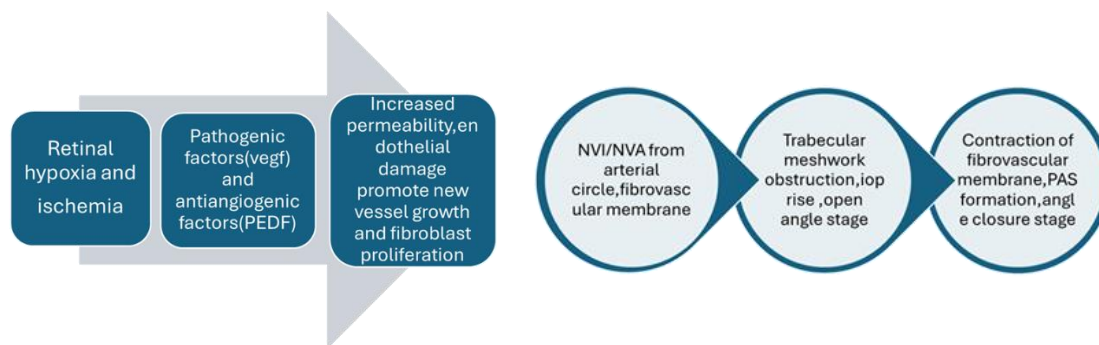 Retinal
hypoxia and
ischemia
Pathogenic
factors(vegf)
and
antiangiogenic
factors(PEDF)
Increased
permeability,en
dothelial
damage
promote new
vessel growth
and fibroblast
proliferation
NVI/NVA from
arterial
circle,fibrovasc
ular membrane
Trabecular
meshwork
obstruction,iop
rise ,open
angle stage
Contraction of
fibrovascular
membrane,PAS
formation,angl
e closure stage